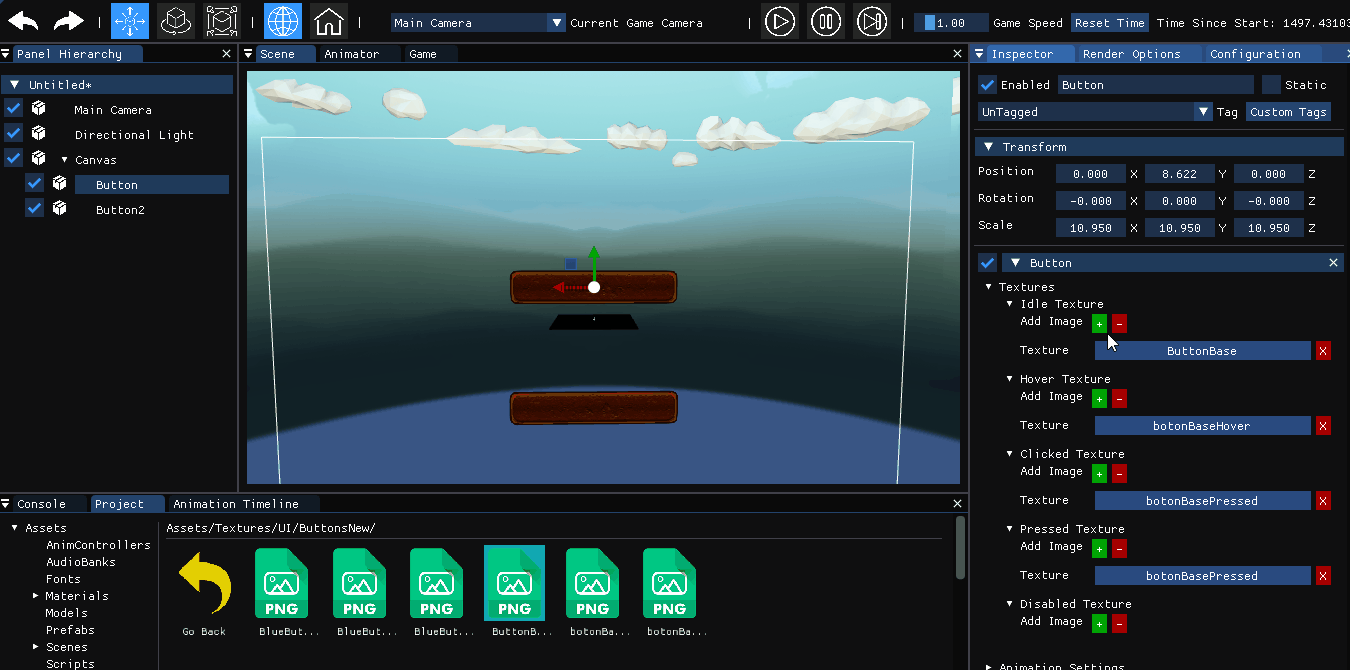 Main Camera Current Game Camera 1.00 Game Speed Reset Time Time Since Start: 1497.4310
Panel Hierarchy
Untitled*
Main Camera
Directional Light
Canvas
Button
Button2
Scene Animator Game
Inspector Render Options Configuration
Enabled Button Static
UnTagged Tag Custom Tags
Transform
Position 0.000 X 8.622 Y 0.000 Z
Rotation -0.000 X 0.000 Y -0.000 Z
Scale 10.950 X 10.950 Y 10.950 Z
Button
Textures
Idle Texture
Add Image + -
Texture ButtonBase X
Hover Texture
Add Image + -
Texture botonBaseHover X
Clicked Texture
Add Image + -
Texture botonBasePressed X
Pressed Texture
Add Image + -
Texture botonBasePressed X
Disabled Texture
Add Image + -
Animation Settings
Console Project Animation Timeline
Assets
AnimControllers
AudioBanks
Fonts
Materials
Models
Prefabs
Scenes
Scripts
Assets/Textures/UI/ButtonsNew/
PNG PNG PNG PNG PNG PNG
Go Back BlueBut... BlueBut... BlueBut... ButtonB... botonBa... botonBa...